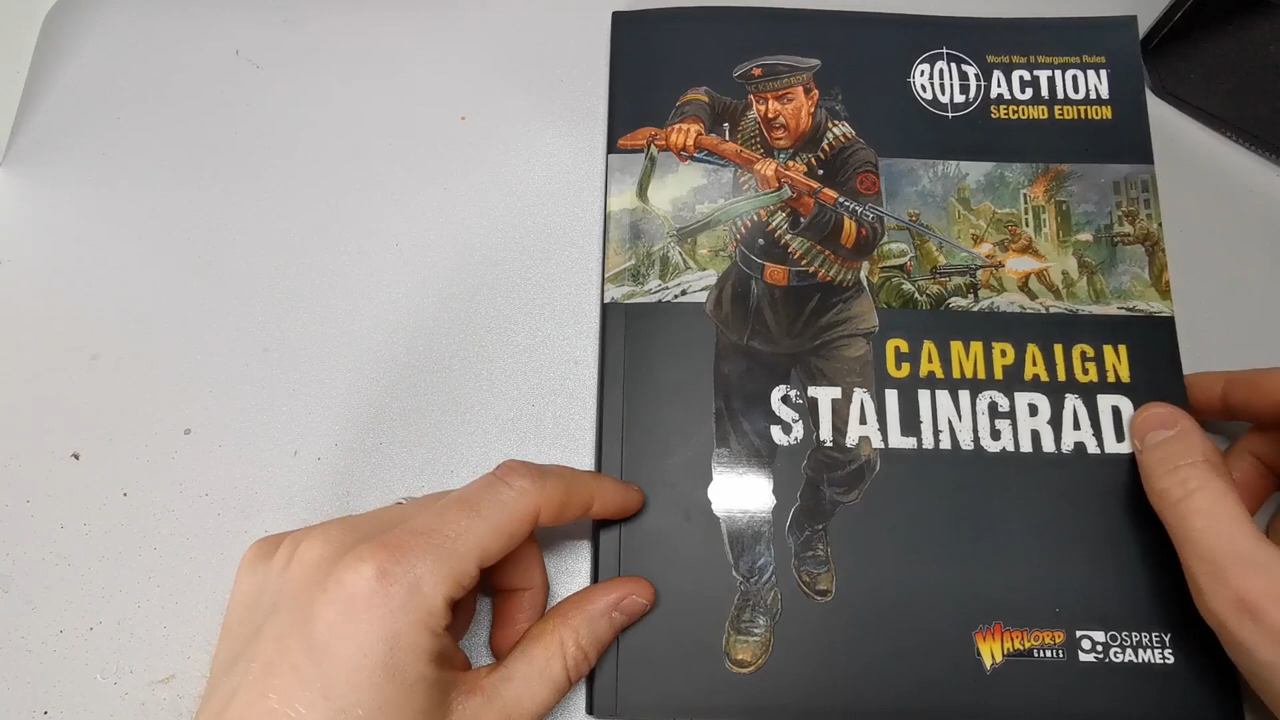 World War II Wargames Rules
BOLT ACTION
SECOND EDITION
CAMPAIGN
STALINGRAD
WARLORD
GAMES
OSPREY
GAMES